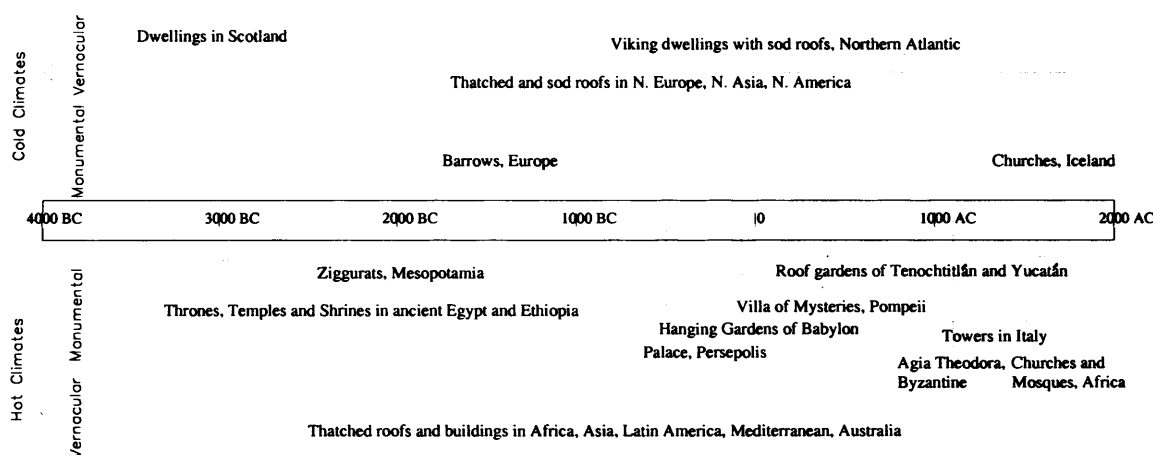 Cold Climates
Monumental Vernacular
Dwellings in Scotland
Viking dwellings with sod roofs, Northern Atlantic
Thatched and sod roofs in N. Europe, N. Asia, N. America
Barrows, Europe
Churches, Iceland
4000 BC 3000 BC 2000 BC 1000 BC 0 1000 AC 2000 AC
Hot Climates
Vernacular Monumental
Ziggurats, Mesopotamia
Roof gardens of Tenochtitlán and Yucatán
Thrones, Temples and Shrines in ancient Egypt and Ethiopia
Villa of Mysteries, Pompeii
Hanging Gardens of Babylon
Towers in Italy
Palace, Persepolis
Agia Theodora,
Byzantine
Churches and
Mosques, Africa
Thatched roofs and buildings in Africa, Asia, Latin America, Mediterranean, Australia